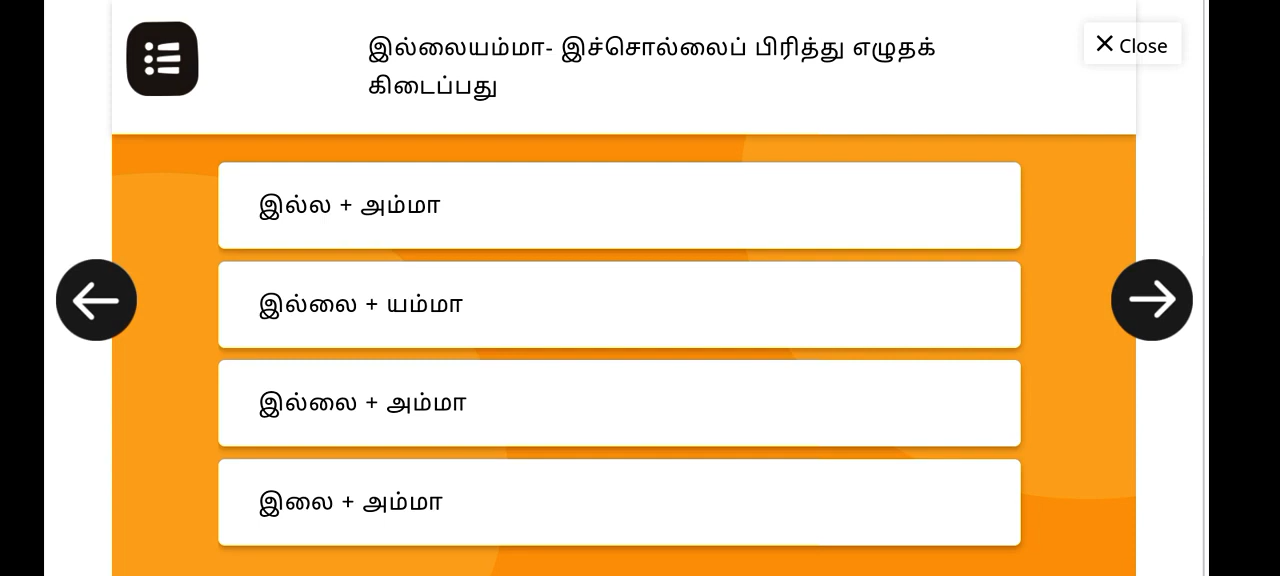 இல்லையம்மா- இச்சொல்லைப் பிரித்து எழுதக்
கிடைப்பது
Close
இல்ல + அம்மா
இல்லை + யம்மா
இல்லை + அம்மா
இலை + அம்மா